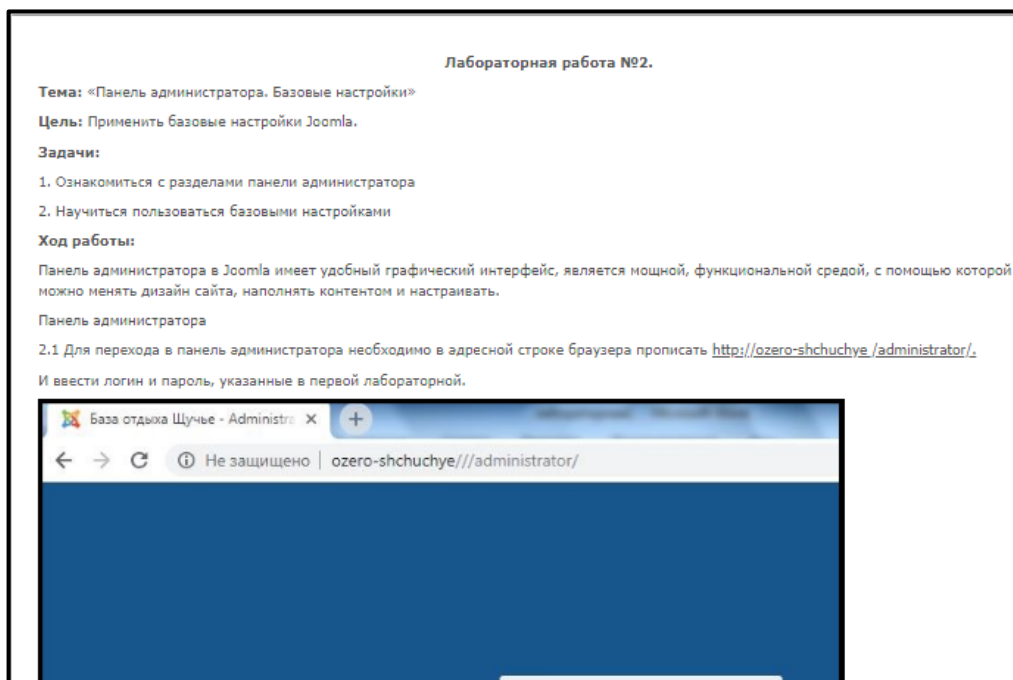 Лабораторная работа №2.
Тема: «Панель администратора. Базовые настройки»
Цель: Применить базовые настройки Joomla.
Задачи:
1. Ознакомиться с разделами панели администратора
2. Научиться пользоваться базовыми настройками
Ход работы:
Панель администратора в Joomla имеет удобный графический интерфейс, является мощной, функциональной средой, с помощью которой
можно менять дизайн сайта, наполнять контентом и настраивать.
Панель администратора
2.1 Для перехода в панель администратора необходимо в адресной строке браузера прописать http://ozero-shchuchye /administrator/.
И ввести логин и пароль, указанные в первой лабораторной.
База отдыха Щучье - Administra
Не защищено | ozero-shchuchye///administrator/